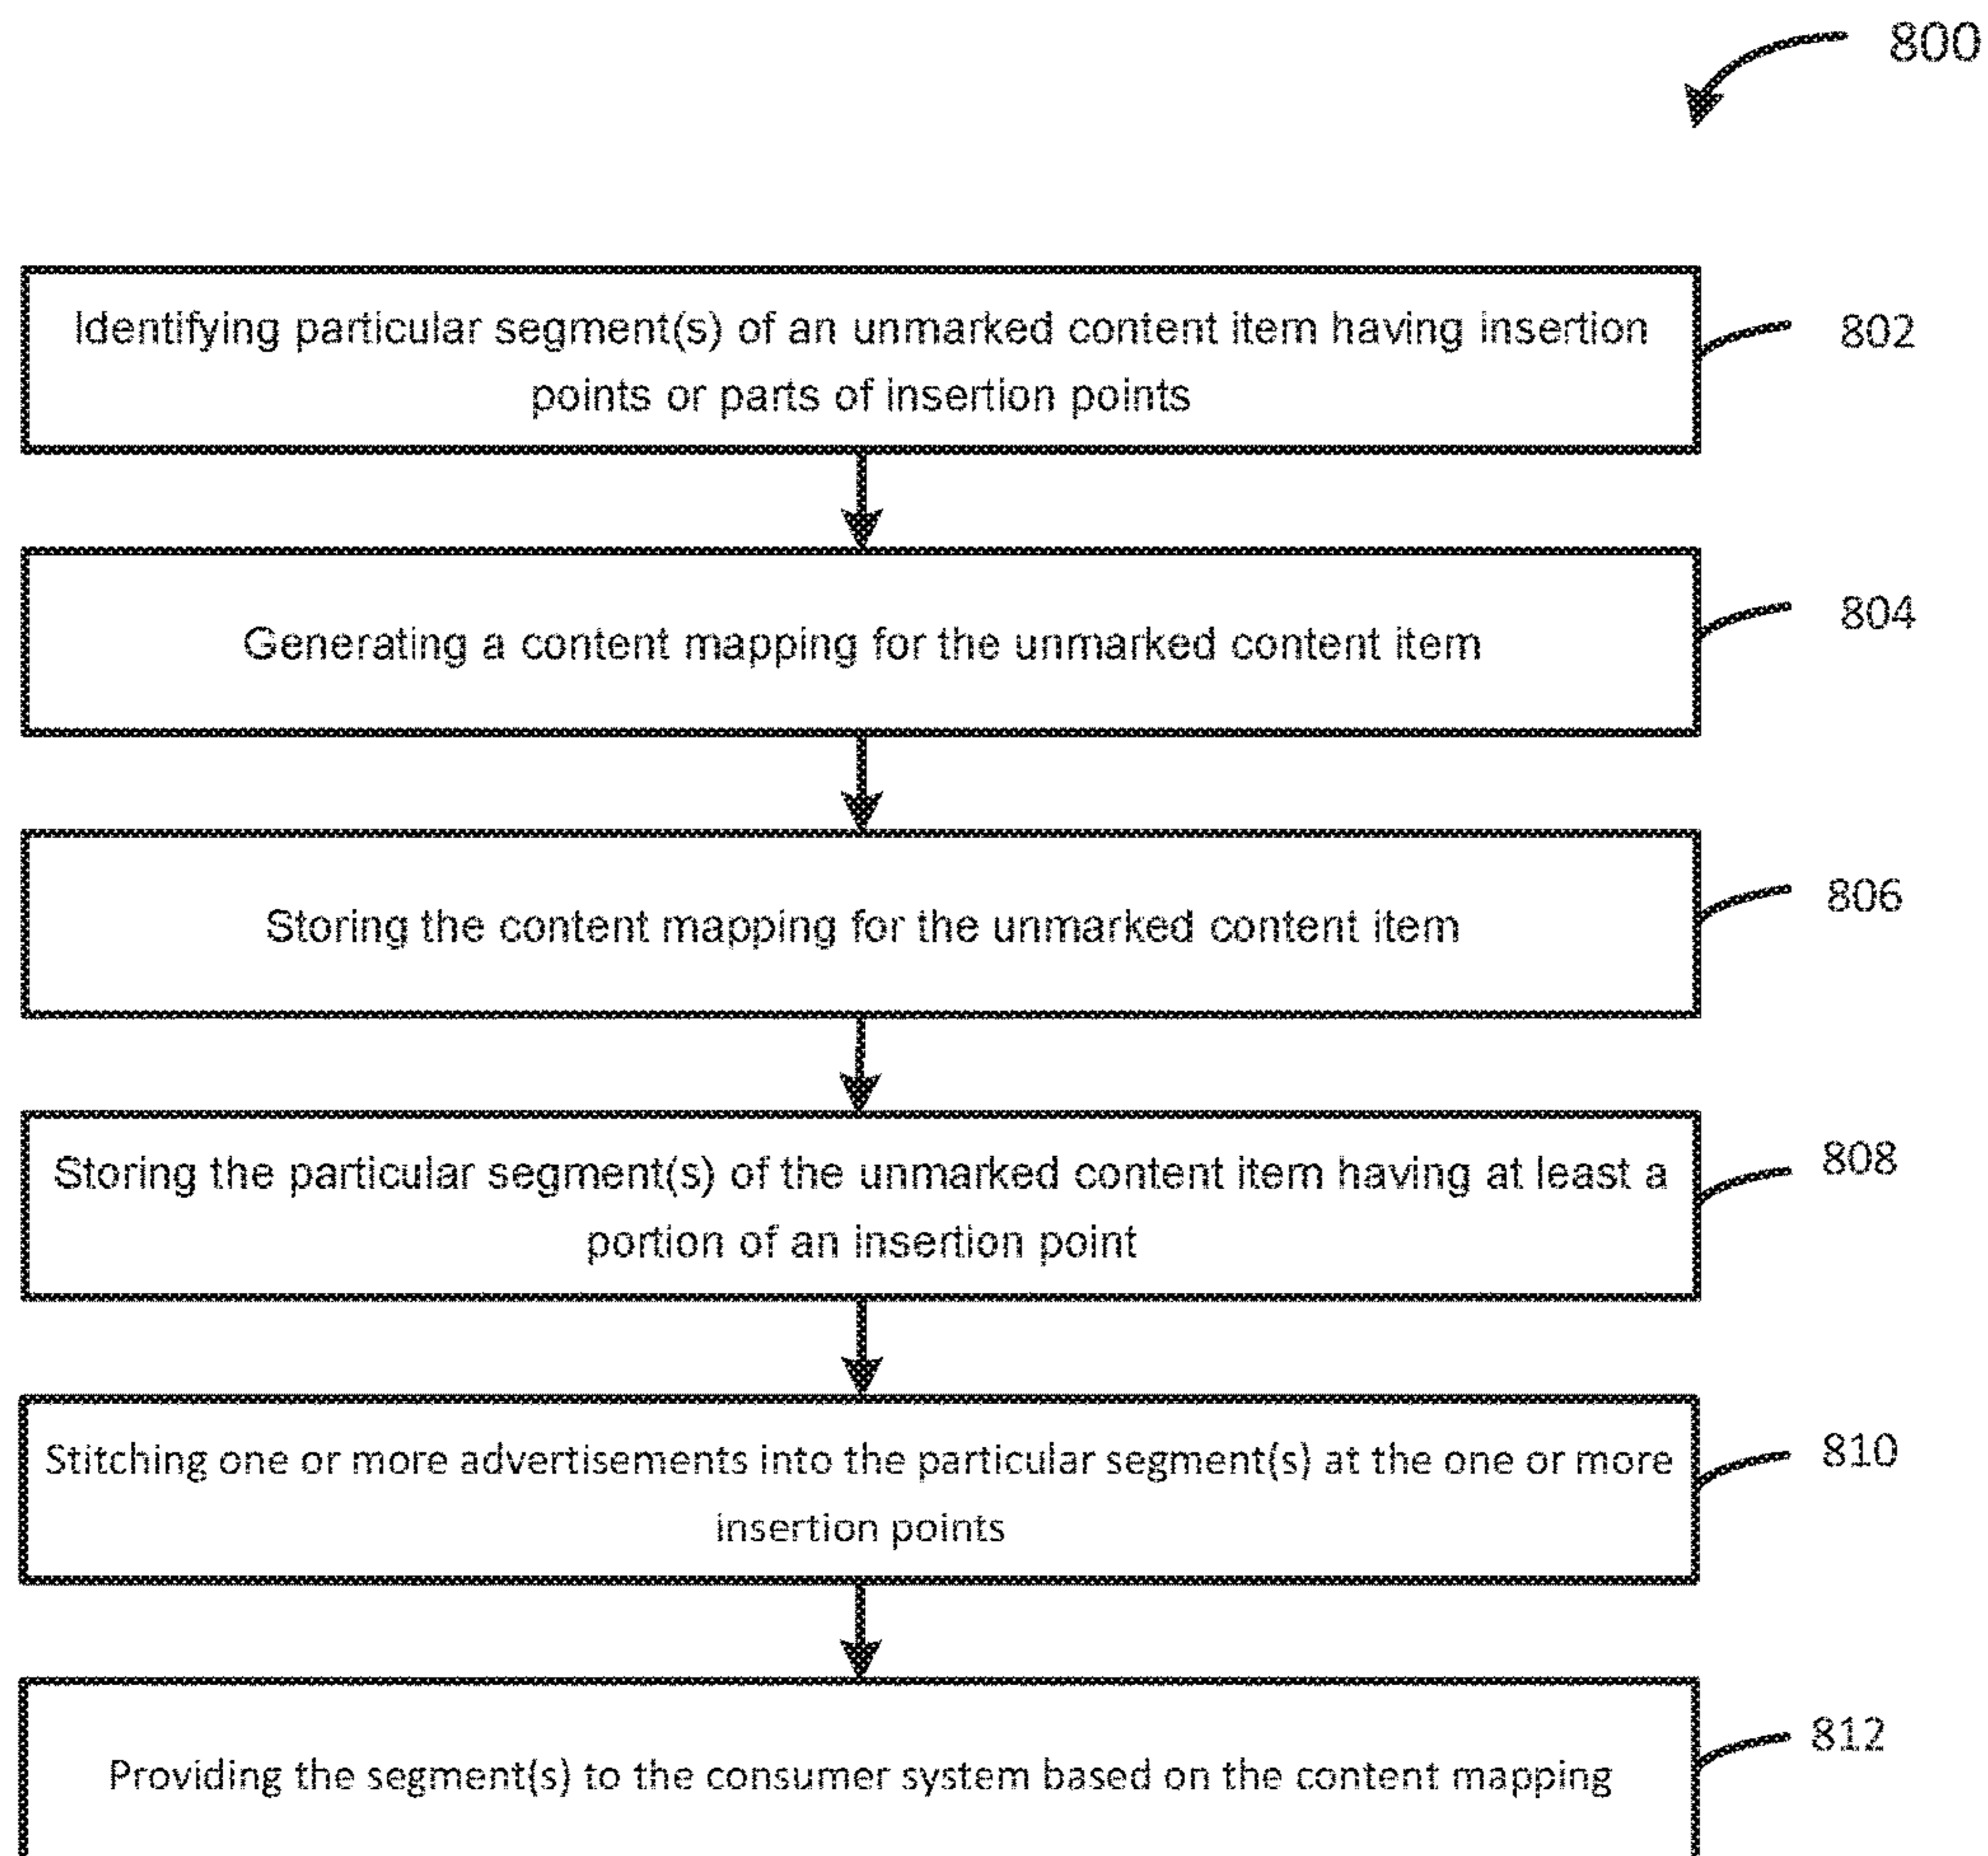 800
Identifying particular segment(s) of an unmarked content item having insertion
points or parts of insertion points
802
Generating a content mapping for the unmarked content item
804
Storing the content mapping for the unmarked content item
806
Storing the particular segment(s) of the unmarked content item having at least a
portion of an insertion point
808
Stitching one or more advertisements into the particular segment(s) at the one or more
insertion points
810
Providing the segment(s) to the consumer system based on the content mapping
812